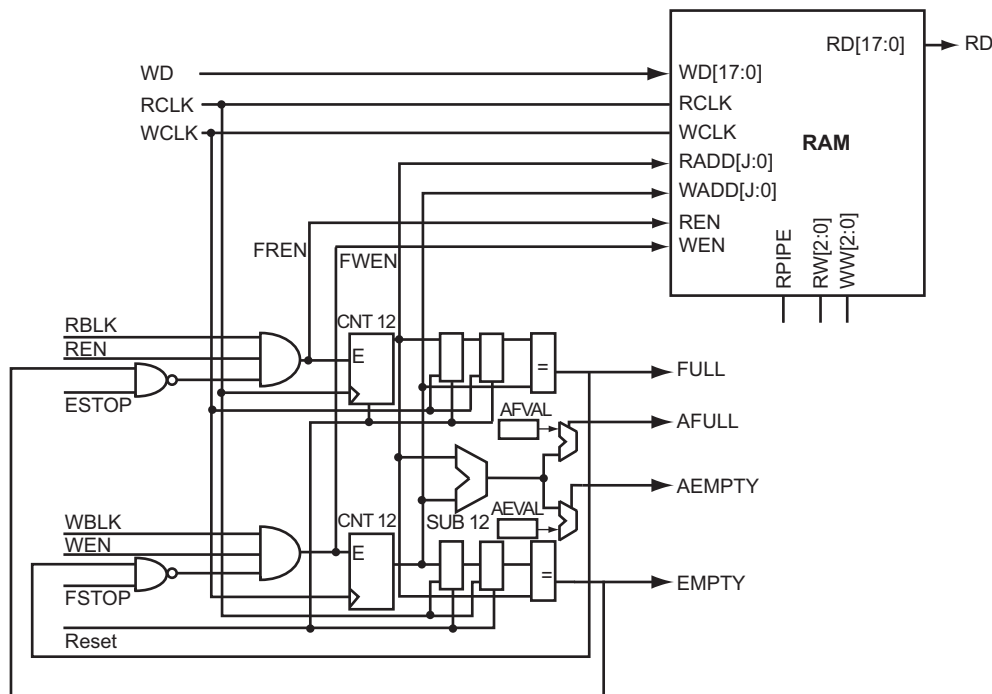 RD[17:0]
RD
WD
WD[17:0]
RCLK
RCLK
WCLK
WCLK
RAM
RADD[J:0]
WADD[J:0]
REN
WEN
FREN
FWEN
RPIPE
RW[2:0]
WW[2:0]
RBLK
REN
ESTOP
CNT 12
E
=
FULL
AFVAL
AFULL
AEMPTY
WBLK
WEN
FSTOP
CNT 12
E
SUB 12
AEVAL
=
EMPTY
Reset